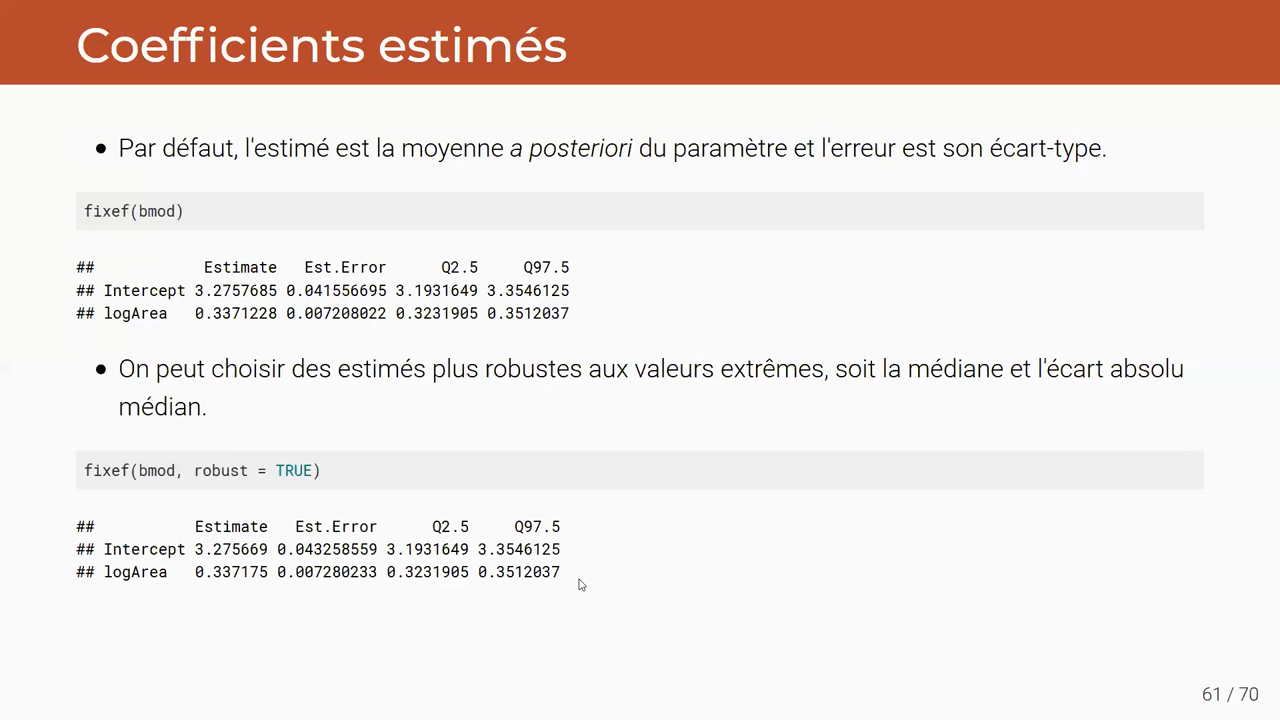 Coefficients estimés
• Par défaut, l'estimé est la moyenne a posteriori du paramètre et l'erreur est son écart-type.
fixef(bmod)
##            Estimate   Est.Error      Q2.5     Q97.5
## Intercept 3.2757685 0.041556695 3.1931649 3.3546125
## logArea   0.3371228 0.007208022 0.3231905 0.3512037
• On peut choisir des estimés plus robustes aux valeurs extrêmes, soit la médiane et l'écart absolu
médian.
fixef(bmod, robust = TRUE)
##           Estimate   Est.Error      Q2.5     Q97.5
## Intercept 3.275669 0.043258559 3.1931649 3.3546125
## logArea   0.337175 0.007280233 0.3231905 0.3512037
61 / 70